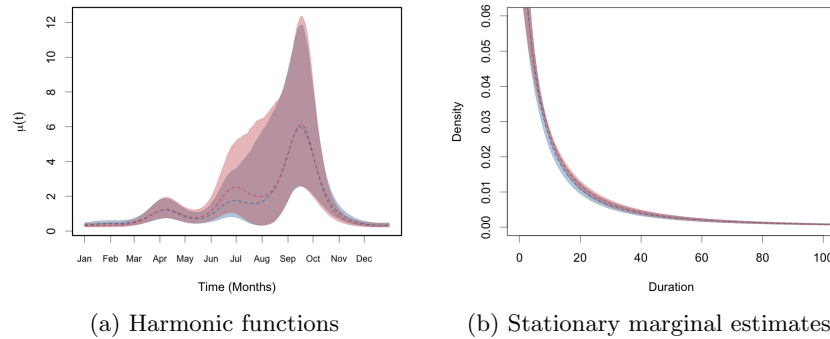 μ(t)
12
10
8
6
4
2
0
Jan Feb Mar Apr May Jun Jul Aug Sep Oct Nov Dec
Time (Months)
(a) Harmonic functions
Density
0.06
0.05
0.04
0.03
0.02
0.01
0.00
0 20 40 60 80 100
Duration
(b) Stationary marginal estimates